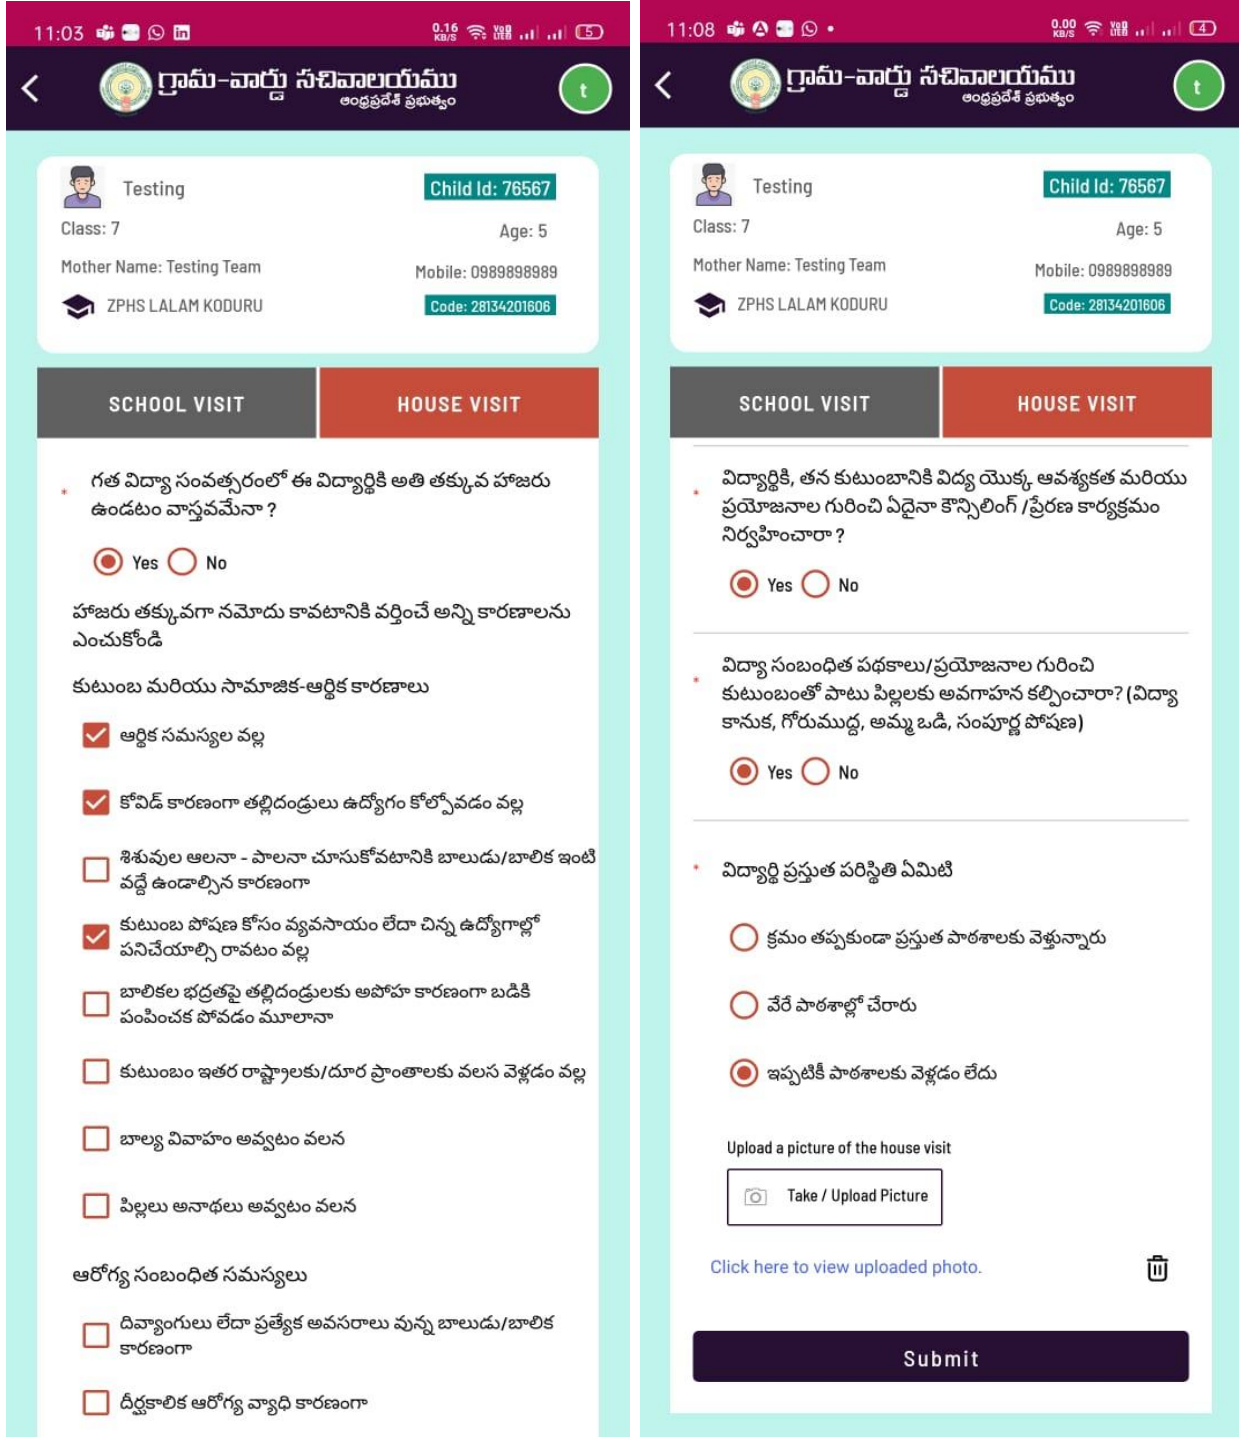 11:03
0.16 KB/S
VoD LTE
5
గ్రామ-వార్డు సచివాలయము
ఆంధ్రప్రదేశ్ ప్రభుత్వం
t
Testing
Child Id: 76567
Class: 7
Age: 5
Mother Name: Testing Team
Mobile: 0989898989
ZPHS LALAM KODURU
Code: 28134201606
SCHOOL VISIT
HOUSE VISIT
* గత విద్యా సంవత్సరంలో ఈ విద్యార్థికి అతి తక్కువ హాజరు
ఉండటం వాస్తవమేనా ?
Yes No
హాజరు తక్కువగా నమోదు కావటానికి వర్తించే అన్ని కారణాలను
ఎంచుకోండి
కుటుంబ మరియు సామాజిక-ఆర్థిక కారణాలు
ఆర్థిక సమస్యల వల్ల
కోవిడ్ కారణంగా తల్లిదండ్రులు ఉద్యోగం కోల్పోవడం వల్ల
శిశువుల ఆలనా - పాలనా చూసుకోవటానికి బాలుడు/బాలిక ఇంటి
వద్దే ఉండాల్సిన కారణంగా
కుటుంబ పోషణ కోసం వ్యవసాయం లేదా చిన్న ఉద్యోగాల్లో
పనిచేయాల్సి రావటం వల్ల
బాలికల భద్రతపై తల్లిదండ్రులకు అపోహ కారణంగా బడికి
పంపించక పోవడం మూలానా
కుటుంబం ఇతర రాష్ట్రాలకు/దూర ప్రాంతాలకు వలస వెళ్లడం వల్ల
బాల్య వివాహం అవ్వటం వలన
పిల్లలు అనాథలు అవ్వటం వలన
ఆరోగ్య సంబంధిత సమస్యలు
దివ్యాంగులు లేదా ప్రత్యేక అవసరాలు వున్న బాలుడు/బాలిక
కారణంగా
దీర్ఘకాలిక ఆరోగ్య వ్యాధి కారణంగా
11:08
0.00 KB/S
VoD LTE
4
గ్రామ-వార్డు సచివాలయము
ఆంధ్రప్రదేశ్ ప్రభుత్వం
t
Testing
Child Id: 76567
Class: 7
Age: 5
Mother Name: Testing Team
Mobile: 0989898989
ZPHS LALAM KODURU
Code: 28134201606
SCHOOL VISIT
HOUSE VISIT
* విద్యార్థికి, తన కుటుంబానికి విద్య యొక్క ఆవశ్యకత మరియు
ప్రయోజనాల గురించి ఏదైనా కౌన్సిలింగ్ /ప్రేరణ కార్యక్రమం
నిర్వహించారా ?
Yes No
* విద్యా సంబంధిత పథకాలు/ప్రయోజనాల గురించి
కుటుంబంతో పాటు పిల్లలకు అవగాహన కల్పించారా? (విద్యా
కానుక, గోరుముద్ద, అమ్మ ఒడి, సంపూర్ణ పోషణ)
Yes No
* విద్యార్థి ప్రస్తుత పరిస్థితి ఏమిటి
క్రమం తప్పకుండా ప్రస్తుత పాఠశాలకు వెళ్తున్నారు
వేరే పాఠశాల్లో చేరారు
ఇప్పటికీ పాఠశాలకు వెళ్లడం లేదు
Upload a picture of the house visit
Take / Upload Picture
Click here to view uploaded photo.
Submit